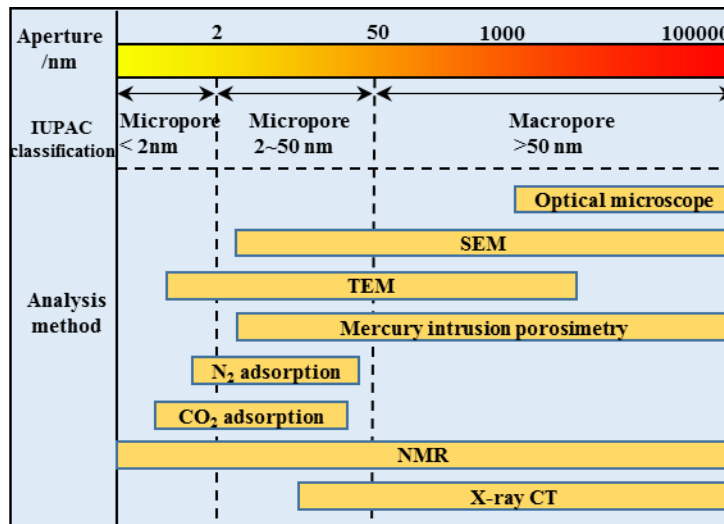 Aperture
/nm
2
50
1000
100000
IUPAC
classification
Micropore
< 2nm
Micropore
2~50 nm
Macropore
>50 nm
Analysis
method
Optical microscope
SEM
TEM
Mercury intrusion porosimetry
N₂ adsorption
CO₂ adsorption
NMR
X-ray CT